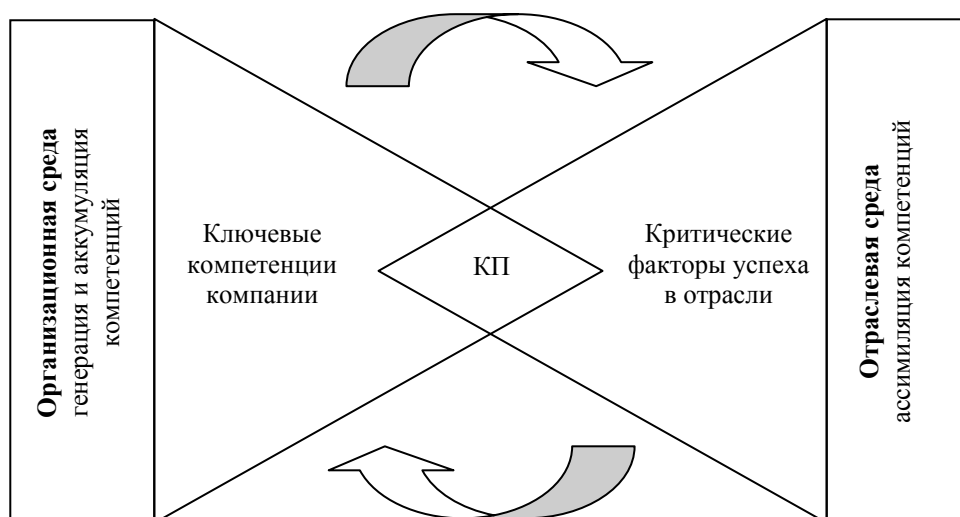 Организационная среда
генерация и аккумуляция
компетенций
Ключевые
компетенции
компании
КП
Критические
факторы успеха
в отрасли
Отраслевая среда
ассимиляция компетенций